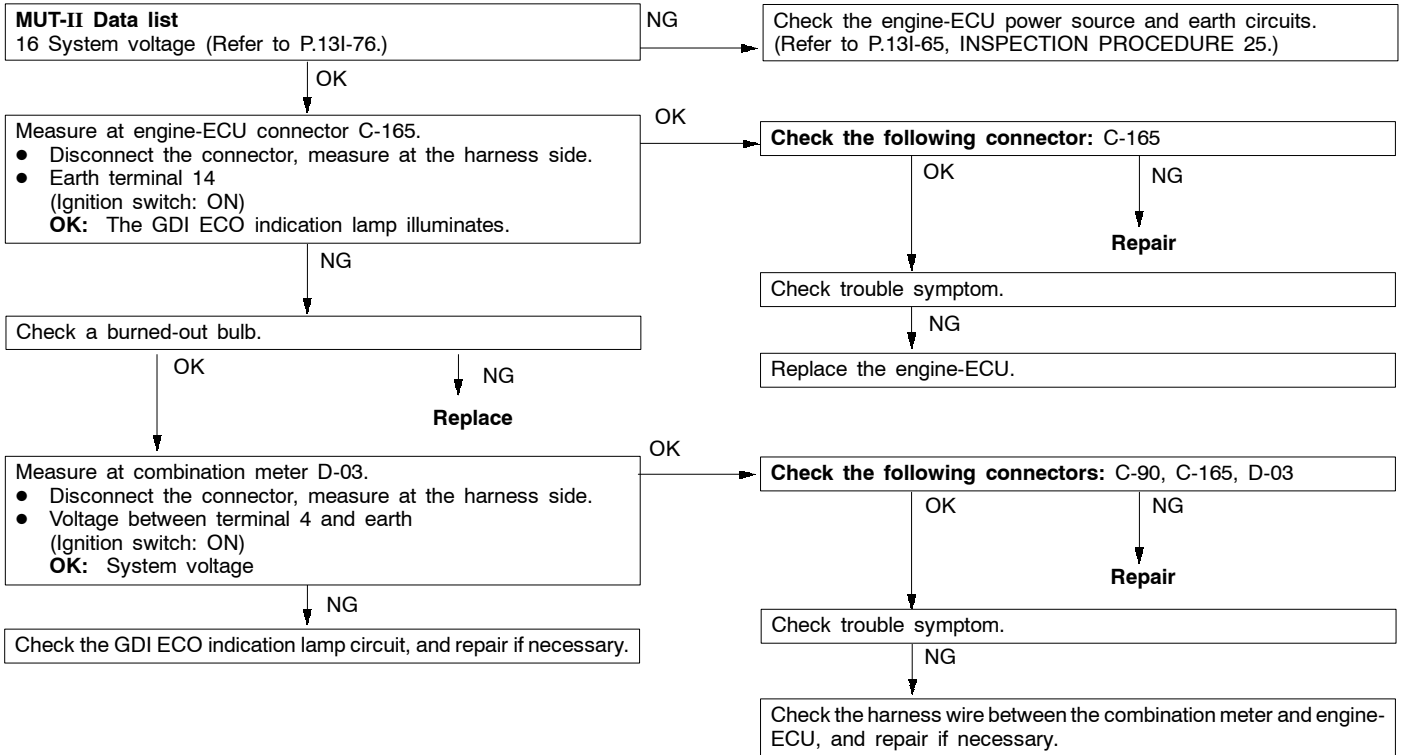 MUT-II Data list
16 System voltage (Refer to P.13I-76.)
NG
Check the engine-ECU power source and earth circuits.
(Refer to P.13I-65, INSPECTION PROCEDURE 25.)
OK
Measure at engine-ECU connector C-165.
● Disconnect the connector, measure at the harness side.
● Earth terminal 14
(Ignition switch: ON)
OK: The GDI ECO indication lamp illuminates.
OK
Check the following connector: C-165
OK
NG
Repair
Check trouble symptom.
NG
Replace the engine-ECU.
NG
Check a burned-out bulb.
OK
NG
Replace
Measure at combination meter D-03.
● Disconnect the connector, measure at the harness side.
● Voltage between terminal 4 and earth
(Ignition switch: ON)
OK: System voltage
OK
Check the following connectors: C-90, C-165, D-03
OK
NG
Repair
Check trouble symptom.
NG
Check the harness wire between the combination meter and engine-
ECU, and repair if necessary.
NG
Check the GDI ECO indication lamp circuit, and repair if necessary.